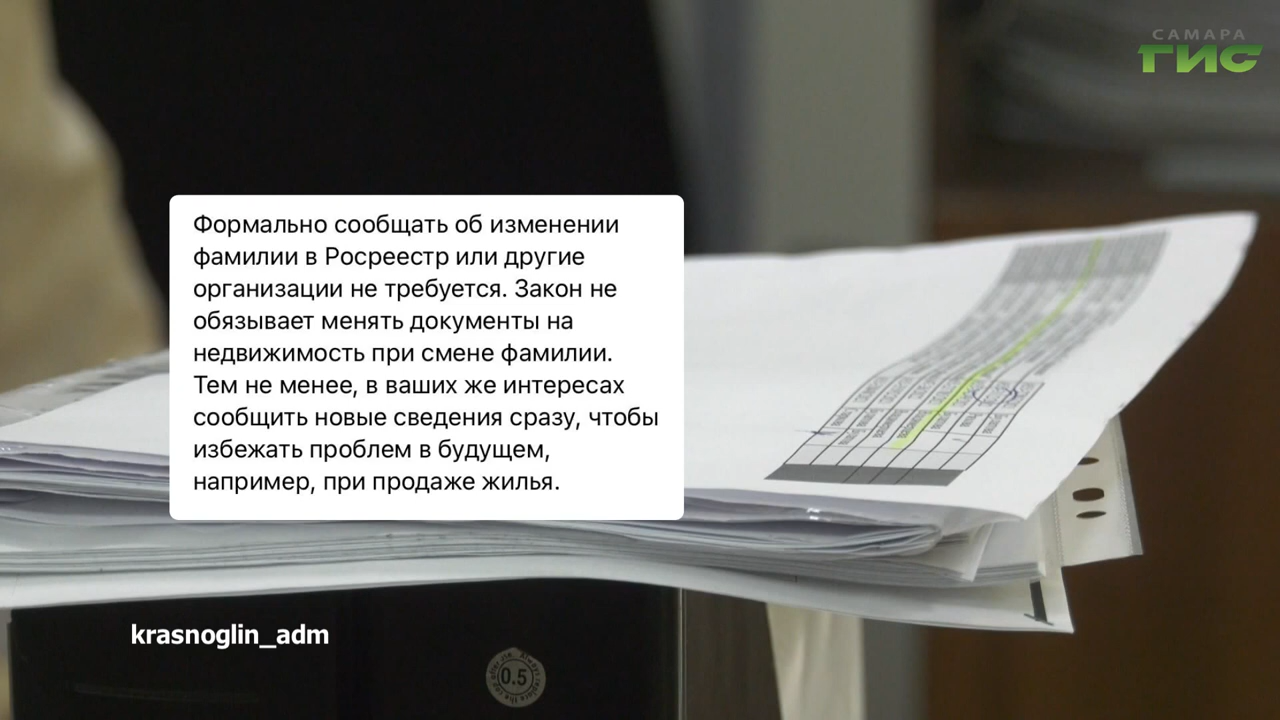 САМАРА
ГИС
Формально сообщать об изменении
фамилии в Росреестр или другие
организации не требуется. Закон не
обязывает менять документы на
недвижимость при смене фамилии.
Тем не менее, в ваших же интересах
сообщить новые сведения сразу, чтобы
избежать проблем в будущем,
например, при продаже жилья.
krasnoglin_adm
0.5